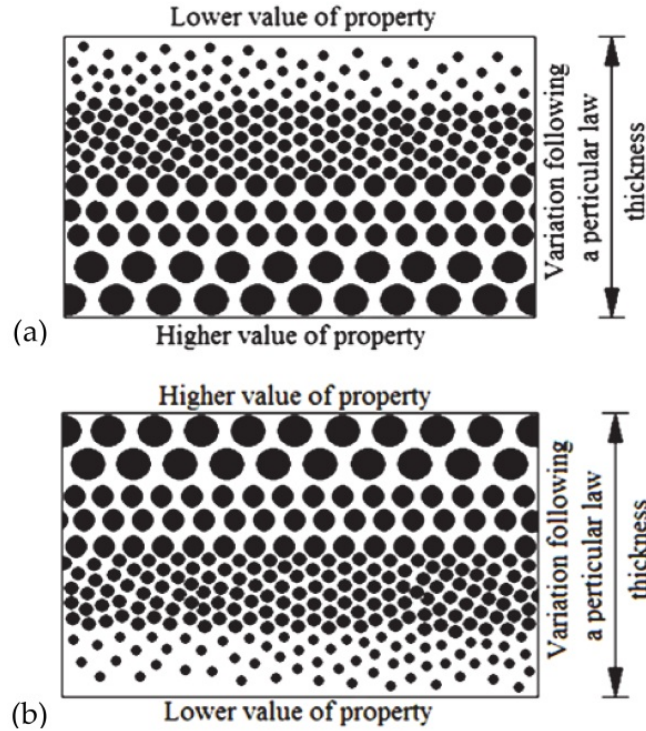 Lower value of property
Variation following
a perticular law
thickness
(a)
Higher value of property
Higher value of property
Variation following
a perticular law
thickness
(b)
Lower value of property